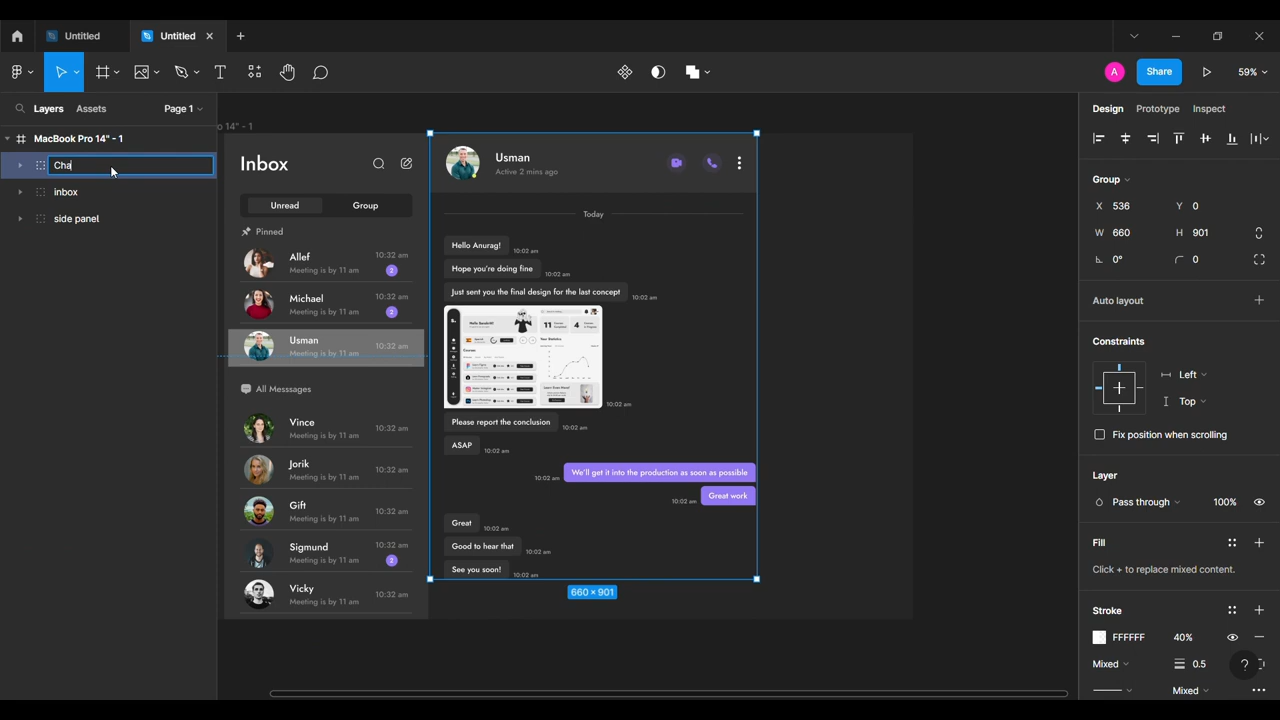 Untitled
Untitled
Share
59%
Layers
Assets
Page 1
MacBook Pro 14" - 1
Cha
inbox
side panel
o 14" - 1
Inbox
Unread
Group
Pinned
Allef
10:32 am
Meeting is by 11 am
2
Michael
10:32 am
Meeting is by 11 am
2
Usman
10:32 am
Meeting is by 11 am
All Messsages
Vince
10:32 am
Meeting is by 11 am
Jorik
10:32 am
Meeting is by 11 am
Gift
10:32 am
Meeting is by 11 am
Sigmund
10:32 am
Meeting is by 11 am
2
Vicky
10:32 am
Meeting is by 11 am
Usman
Active 2 mins ago
Today
Hello Anurag!
10:02 am
Hope you're doing fine
10:02 am
Just sent you the final design for the last concept
10:02 am
11
4
Your Statistics
10:02 am
Please report the conclusion
10:02 am
ASAP
10:02 am
We'll get it into the production as soon as possible
10:02 am
Great work
10:02 am
Great
10:02 am
Good to hear that
10:02 am
See you soon!
10:02 am
660 × 901
A
Design
Prototype
Inspect
Group
X 536
Y 0
W 660
H 901
0°
0
Auto layout
Constraints
Left
Top
Fix position when scrolling
Layer
Pass through
100%
Fill
Click + to replace mixed content.
Stroke
FFFFFF
40%
Mixed
0.5
Mixed
?